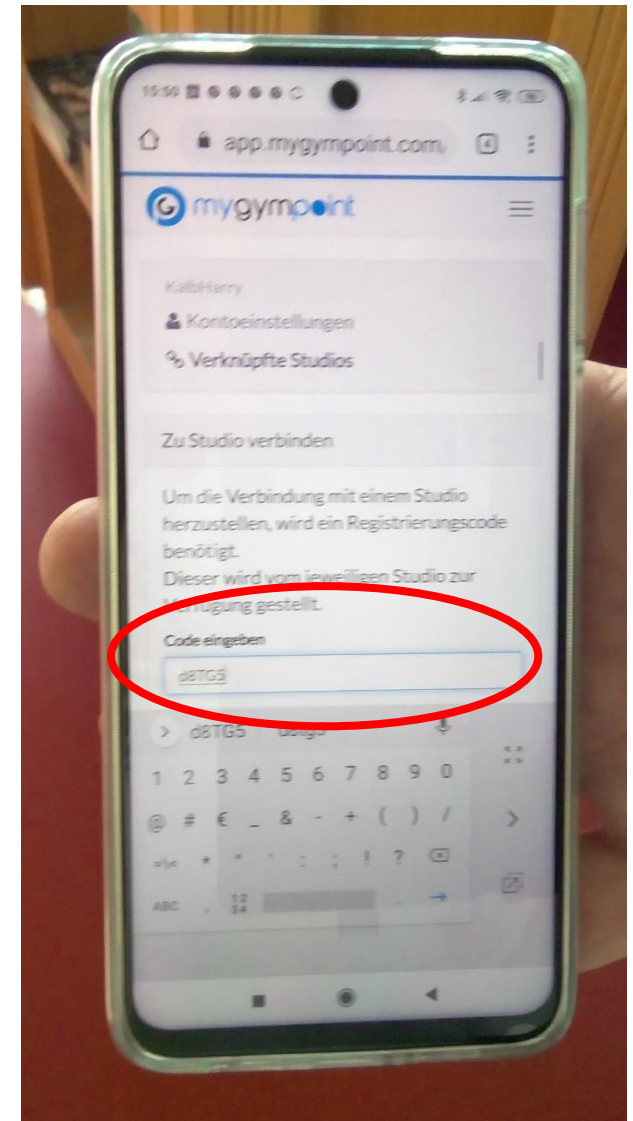 15:50
app.mygympoint.com/
mygympoint
KalbHarry
Kontoeinstellungen
Verknüpfte Studios
Zu Studio verbinden
Um die Verbindung mit einem Studio
herzustellen, wird ein Registrierungscode
benötigt.
Dieser wird vom jeweiligen Studio zur
Verfügung gestellt.
Code eingeben
d8TG5
d8TG5 d8tg5
1 2 3 4 5 6 7 8 9 0
@ # € _ & - + ( ) /
=\< * " ' : ; ! ?
ABC , 12 34 .